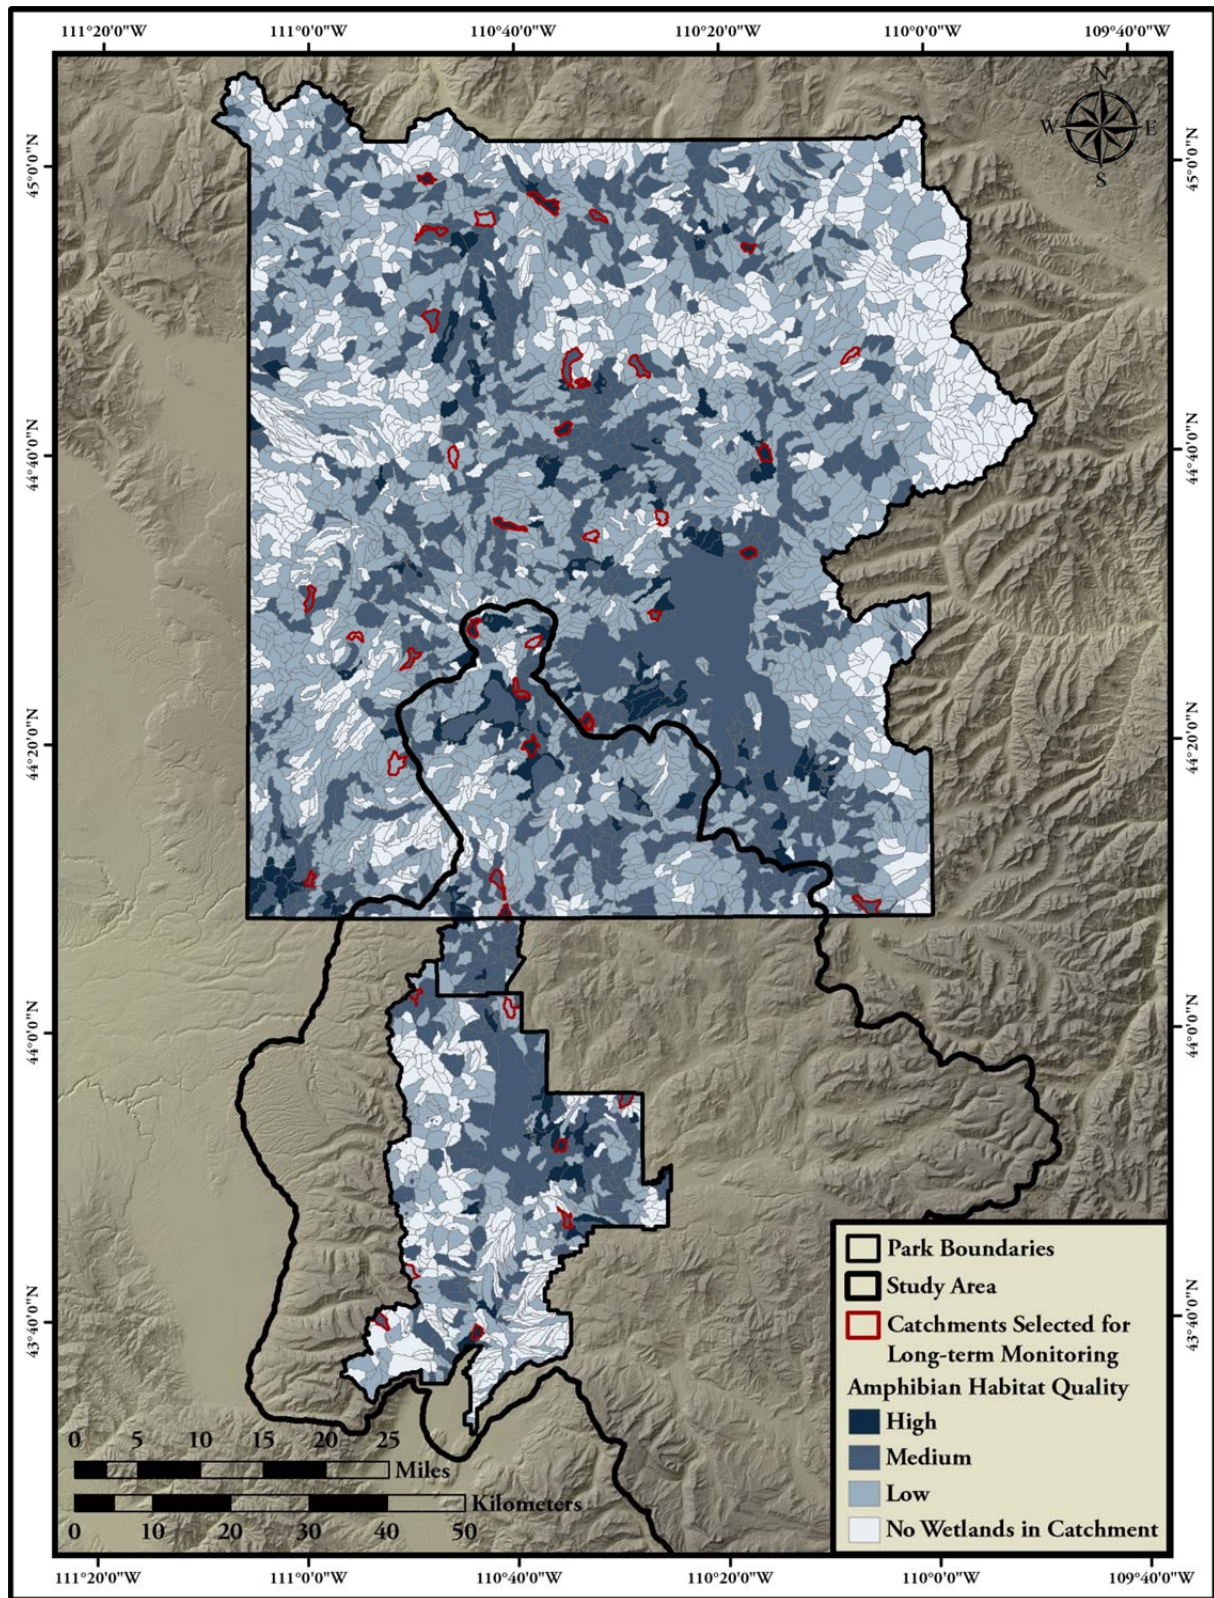 111°20'0"W 111°0'0"W 110°40'0"W 110°20'0"W 110°0'0"W 109°40'0"W
N
W E
S
45°0'0"N 45°0'0"N
44°40'0"N 44°40'0"N
44°20'0"N 44°20'0"N
44°0'0"N 44°0'0"N
43°40'0"N 43°40'0"N
Park Boundaries
Study Area
Catchments Selected for
Long-term Monitoring
Amphibian Habitat Quality
High
Medium
Low
No Wetlands in Catchment
0 5 10 15 20 25
Miles
Kilometers
0 10 20 30 40 50
111°20'0"W 111°0'0"W 110°40'0"W 110°20'0"W 110°0'0"W 109°40'0"W